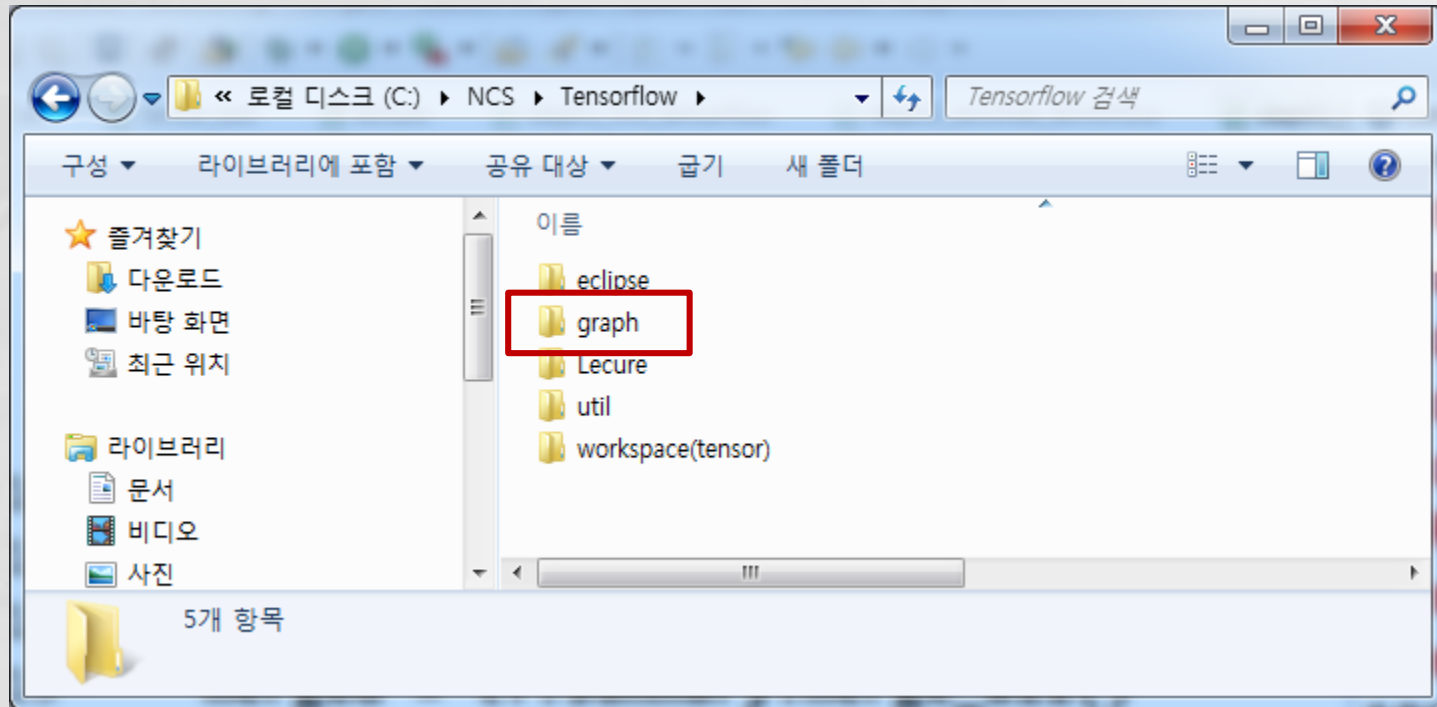 « 로컬 디스크 (C:) ▸ NCS ▸ Tensorflow ▸
Tensorflow 검색
구성 라이브러리에 포함 공유 대상 굽기 새 폴더
즐겨찾기
다운로드
바탕 화면
최근 위치
라이브러리
문서
비디오
사진
이름
eclipse
graph
Lecure
util
workspace(tensor)
5개 항목